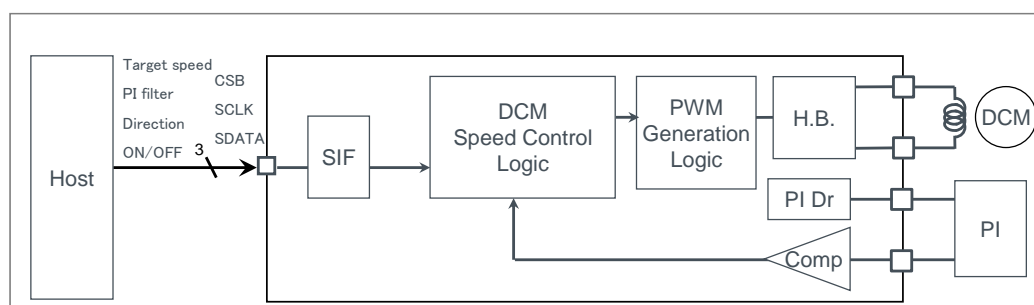 Host
Target speed
PI filter
Direction
ON/OFF
CSB
SCLK
SDATA
3
SIF
DCM
Speed Control
Logic
PWM
Generation
Logic
H.B.
DCM
PI Dr
PI
Comp